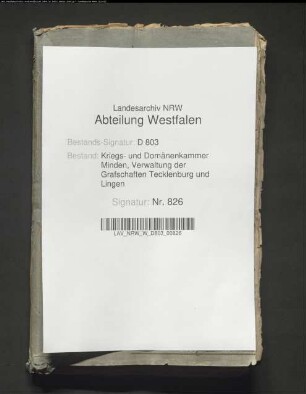 Landesarchiv NRW
Abteilung Westfalen
Bestands-Signatur: D 803
Bestand: Kriegs- und Domänenkammer
Minden, Verwaltung der
Grafschaften Tecklenburg und
Lingen
Signatur: Nr. 826
LAV_NRW_W_D803_00826